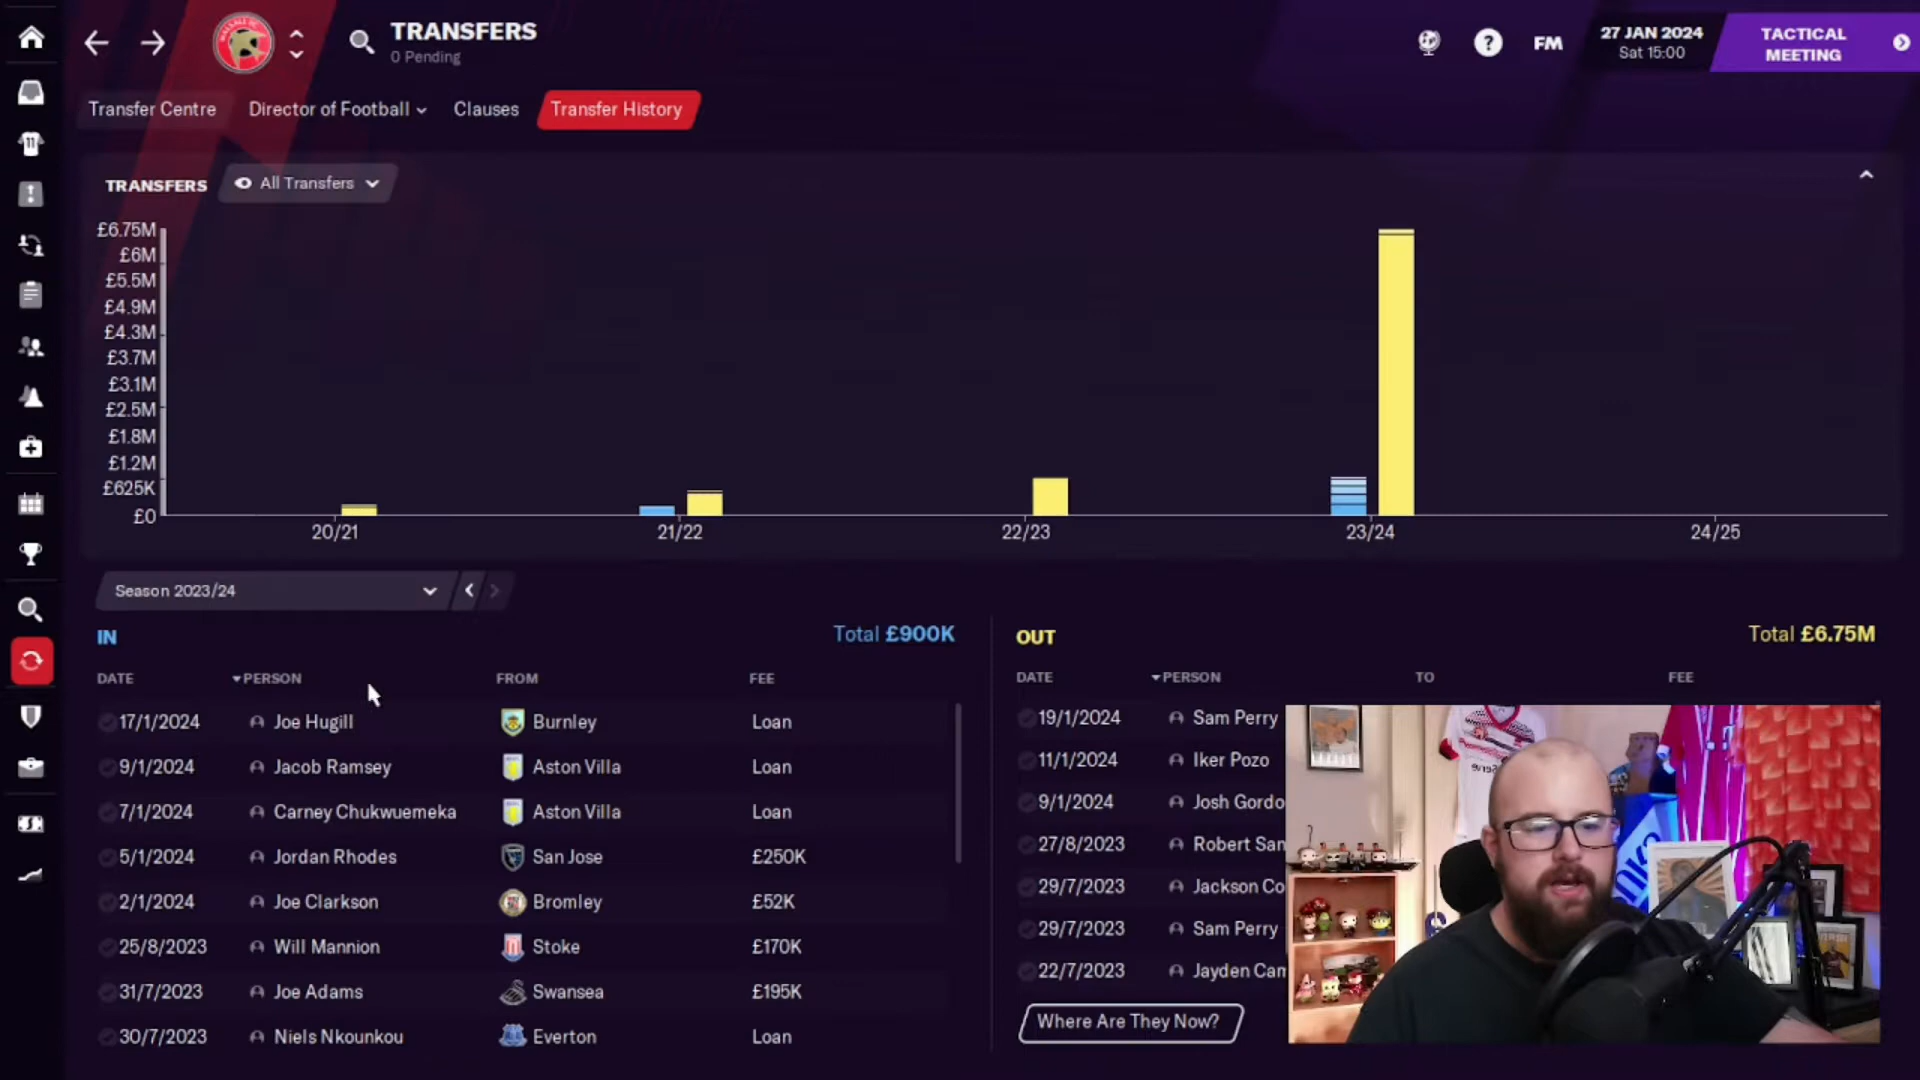 TRANSFERS
0 Pending
FM
27 JAN 2024
Sat 15:00
TACTICAL
MEETING
Transfer Centre
Director of Football
Clauses
Transfer History
TRANSFERS
All Transfers
£6.75M
£6M
£5.5M
£4.9M
£4.3M
£3.7M
£3.1M
£2.5M
£1.8M
£1.2M
£625K
£0
20/21
21/22
22/23
23/24
24/25
Season 2023/24
IN
Total £900K
DATE PERSON FROM FEE
17/1/2024 Joe Hugill Burnley Loan
9/1/2024 Jacob Ramsey Aston Villa Loan
7/1/2024 Carney Chukwuemeka Aston Villa Loan
5/1/2024 Jordan Rhodes San Jose £250K
2/1/2024 Joe Clarkson Bromley £52K
25/8/2023 Will Mannion Stoke £170K
31/7/2023 Joe Adams Swansea £195K
30/7/2023 Niels Nkounkou Everton Loan
OUT
Total £6.75M
DATE PERSON TO FEE
19/1/2024 Sam Perry
11/1/2024 Iker Pozo
9/1/2024 Josh Gordo
27/8/2023 Robert San
29/7/2023 Jackson Co
29/7/2023 Sam Perry
22/7/2023 Jayden Cam
Where Are They Now?